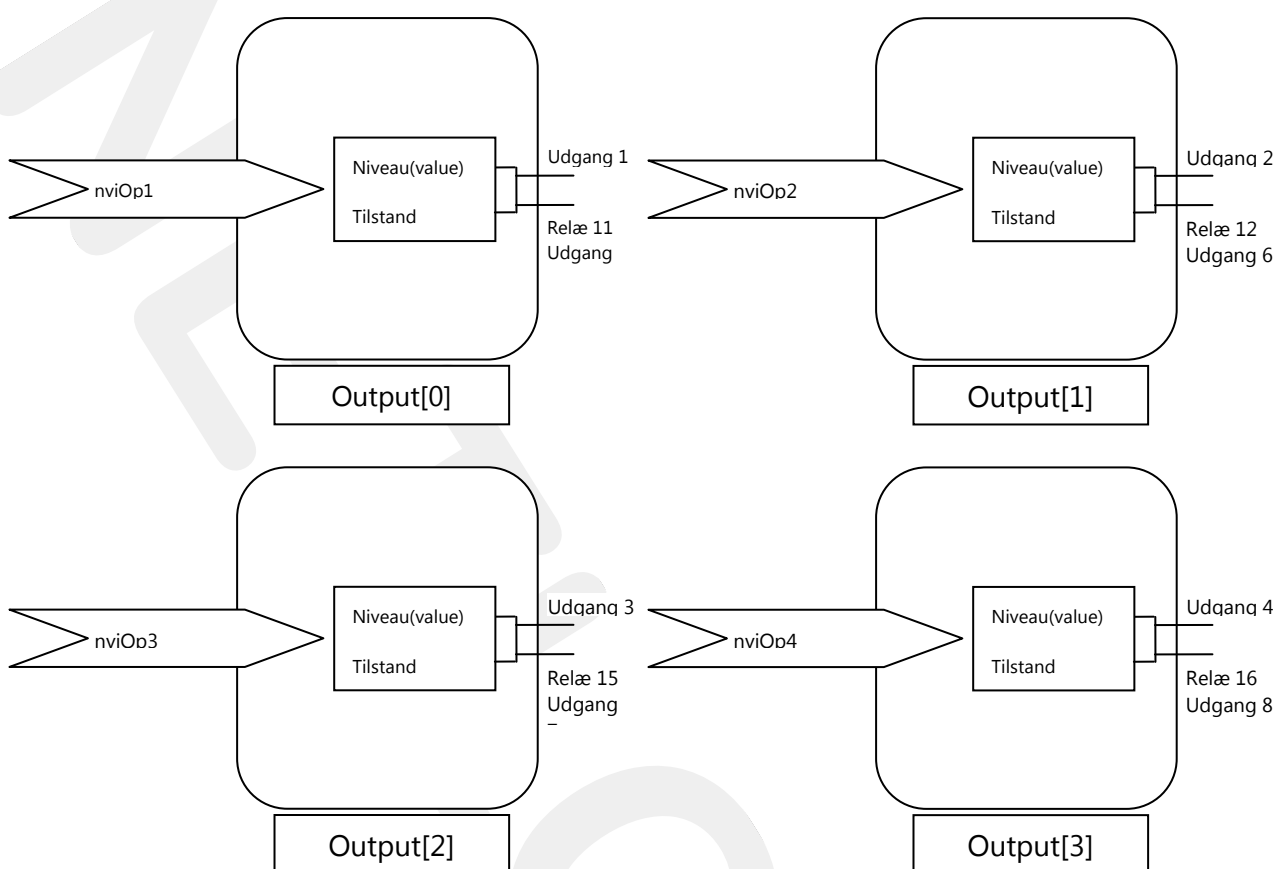 nviOp1
Niveau(value)
Tilstand
Udgang 1
Relæ 11
Udgang
Output[0]
nviOp2
Niveau(value)
Tilstand
Udgang 2
Relæ 12
Udgang 6
Output[1]
nviOp3
Niveau(value)
Tilstand
Udgang 3
Relæ 15
Udgang
Output[2]
nviOp4
Niveau(value)
Tilstand
Udgang 4
Relæ 16
Udgang 8
Output[3]